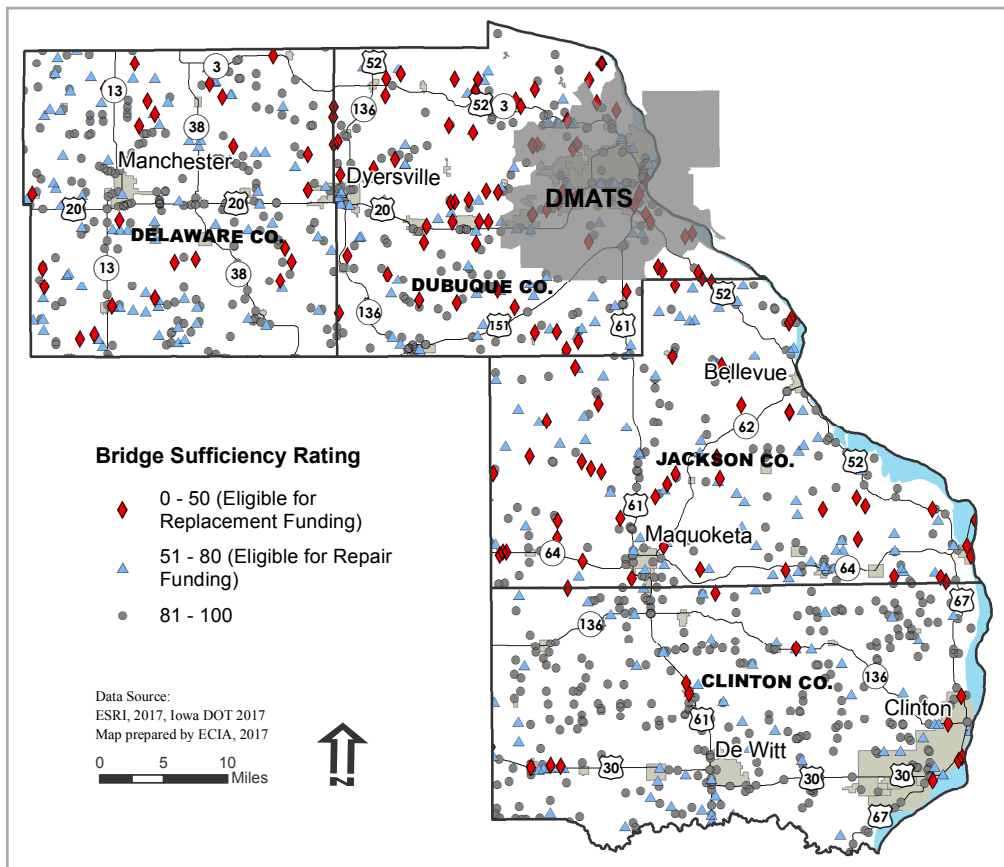 52
3
13
136
52
3
38
Manchester
Dyersville
DMATS
20
20
20
DELAWARE CO.
13
38
DUBUQUE CO.
52
136
151
61
Bellevue
62
Bridge Sufficiency Rating
JACKSON CO.
52
0 - 50 (Eligible for
Replacement Funding)
61
Maquoketa
51 - 80 (Eligible for Repair
Funding)
64
64
81 - 100
67
136
CLINTON CO.
136
Data Source:
ESRI, 2017, Iowa DOT 2017
Map prepared by ECIA, 2017
61
Clinton
De Witt
N
30
30
30
0 5 10
Miles
67